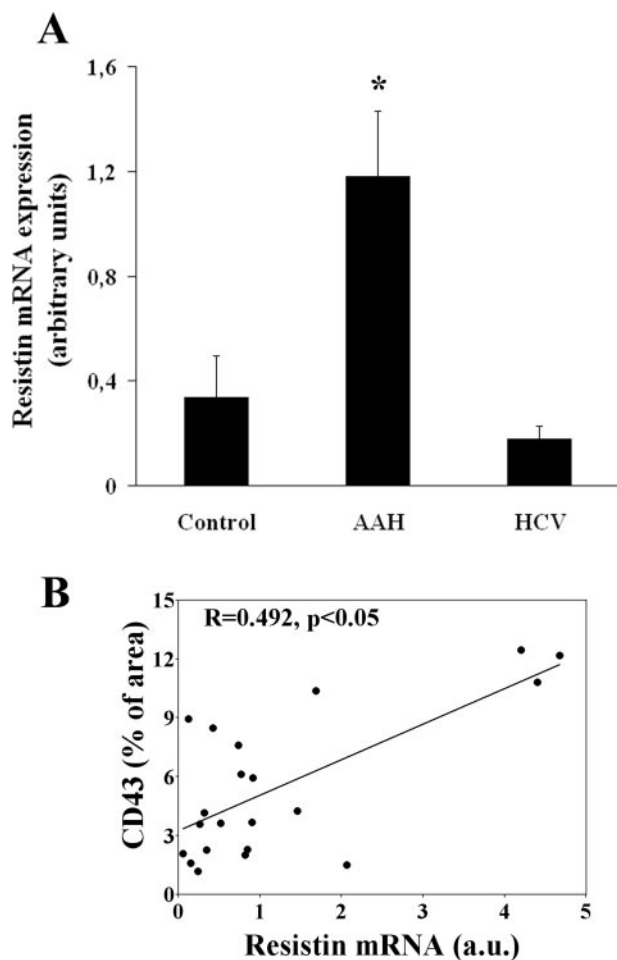 A
Resistin mRNA expression
(arbitrary units)
1,6
1,2
0,8
0,4
0
*
Control AAH HCV
B
R=0.492, p<0.05
CD43 (% of area)
15
12
9
6
3
0
0 1 2 3 4 5
Resistin mRNA (a.u.)